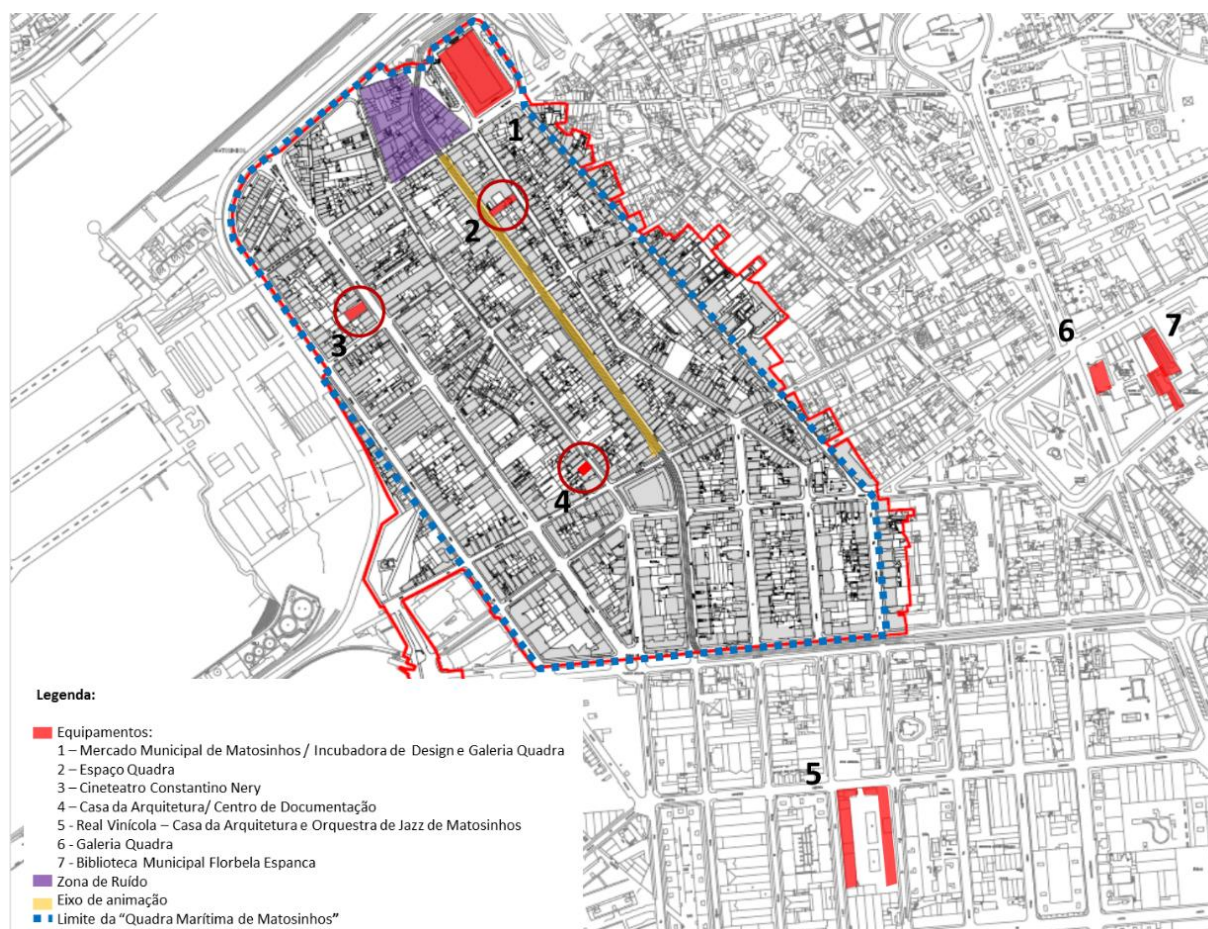 1
2
3
4
6
7
5
Legenda:
Equipamentos:
1 – Mercado Municipal de Matosinhos / Incubadora de Design e Galeria Quadra
2 – Espaço Quadra
3 – Cineteatro Constantino Nery
4 – Casa da Arquitetura/ Centro de Documentação
5 - Real Vinícola – Casa da Arquitetura e Orquestra de Jazz de Matosinhos
6 - Galeria Quadra
7 - Biblioteca Municipal Florbela Espanca
Zona de Ruído
Eixo de animação
Limite da “Quadra Marítima de Matosinhos”